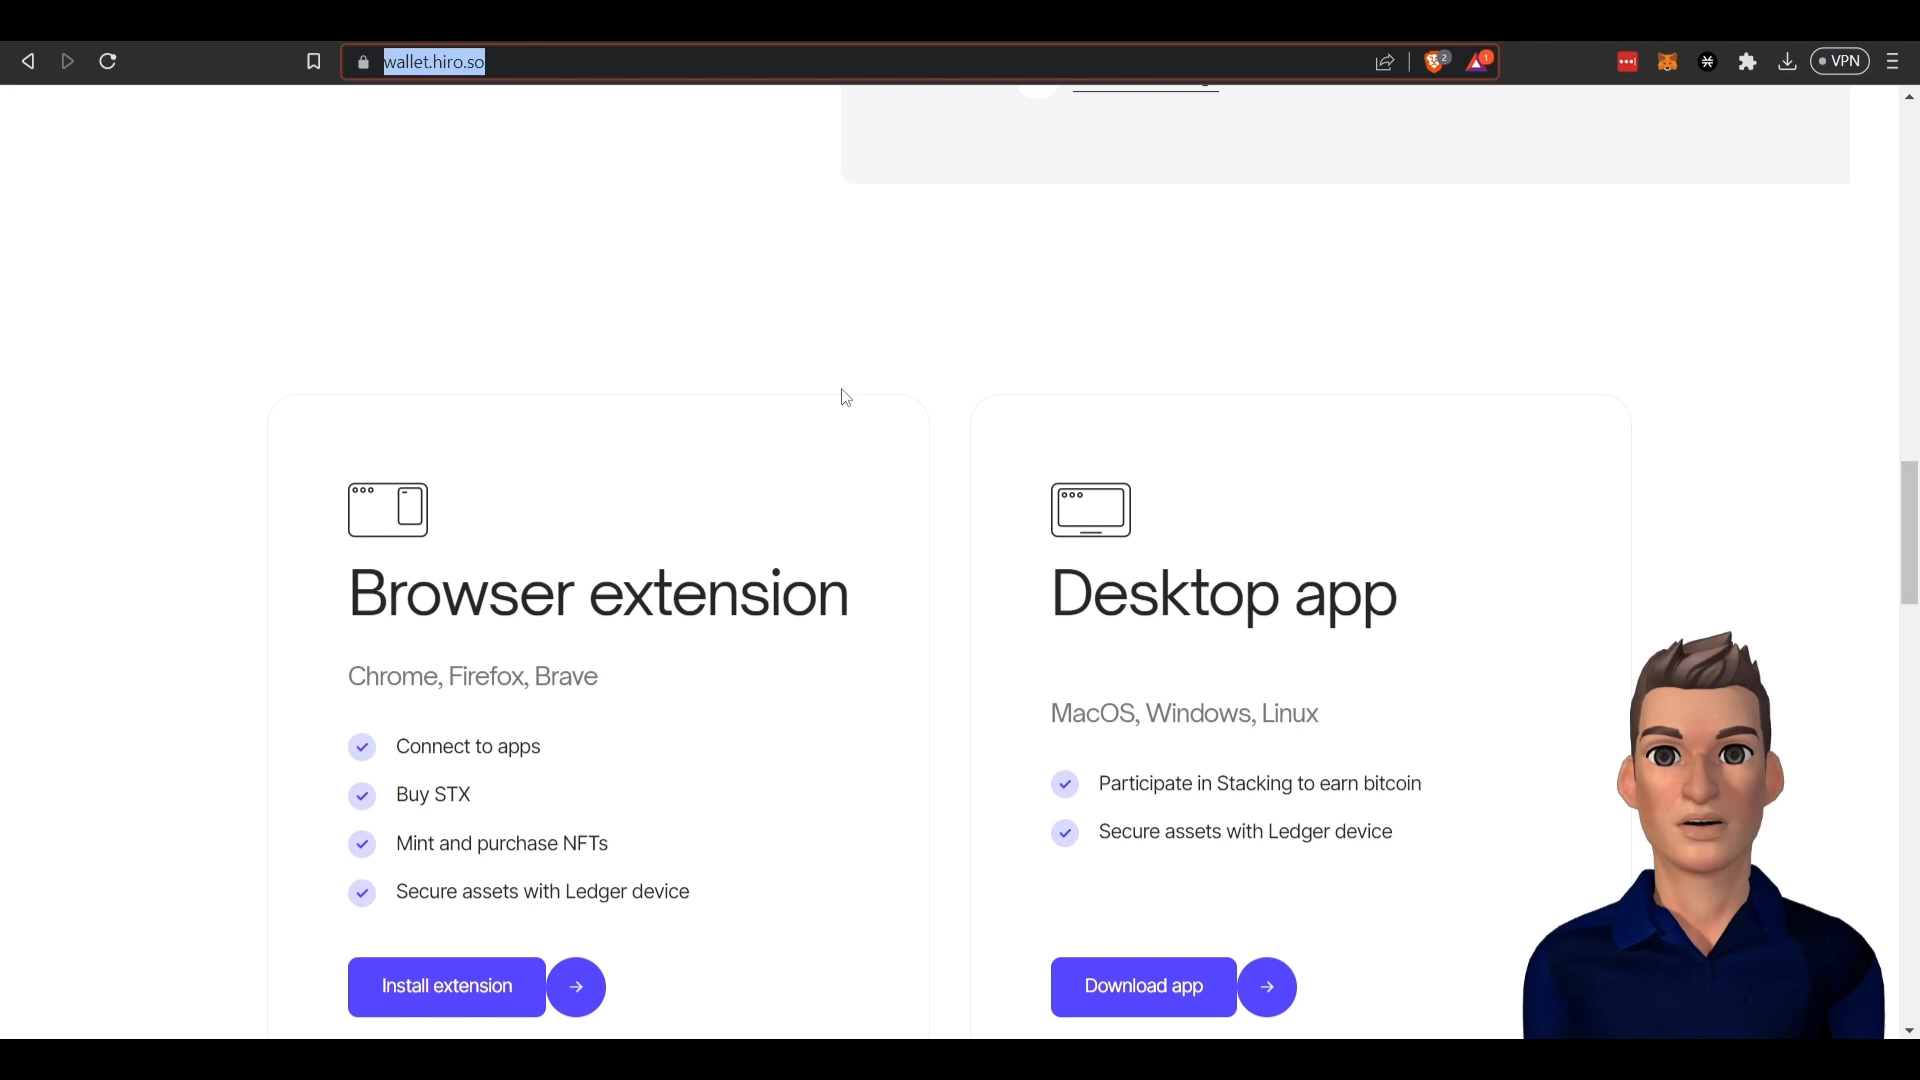 wallet.hiro.so
2
1
VPN
Browser extension
Chrome, Firefox, Brave
Connect to apps
Buy STX
Mint and purchase NFTs
Secure assets with Ledger device
Install extension
Desktop app
MacOS, Windows, Linux
Participate in Stacking to earn bitcoin
Secure assets with Ledger device
Download app